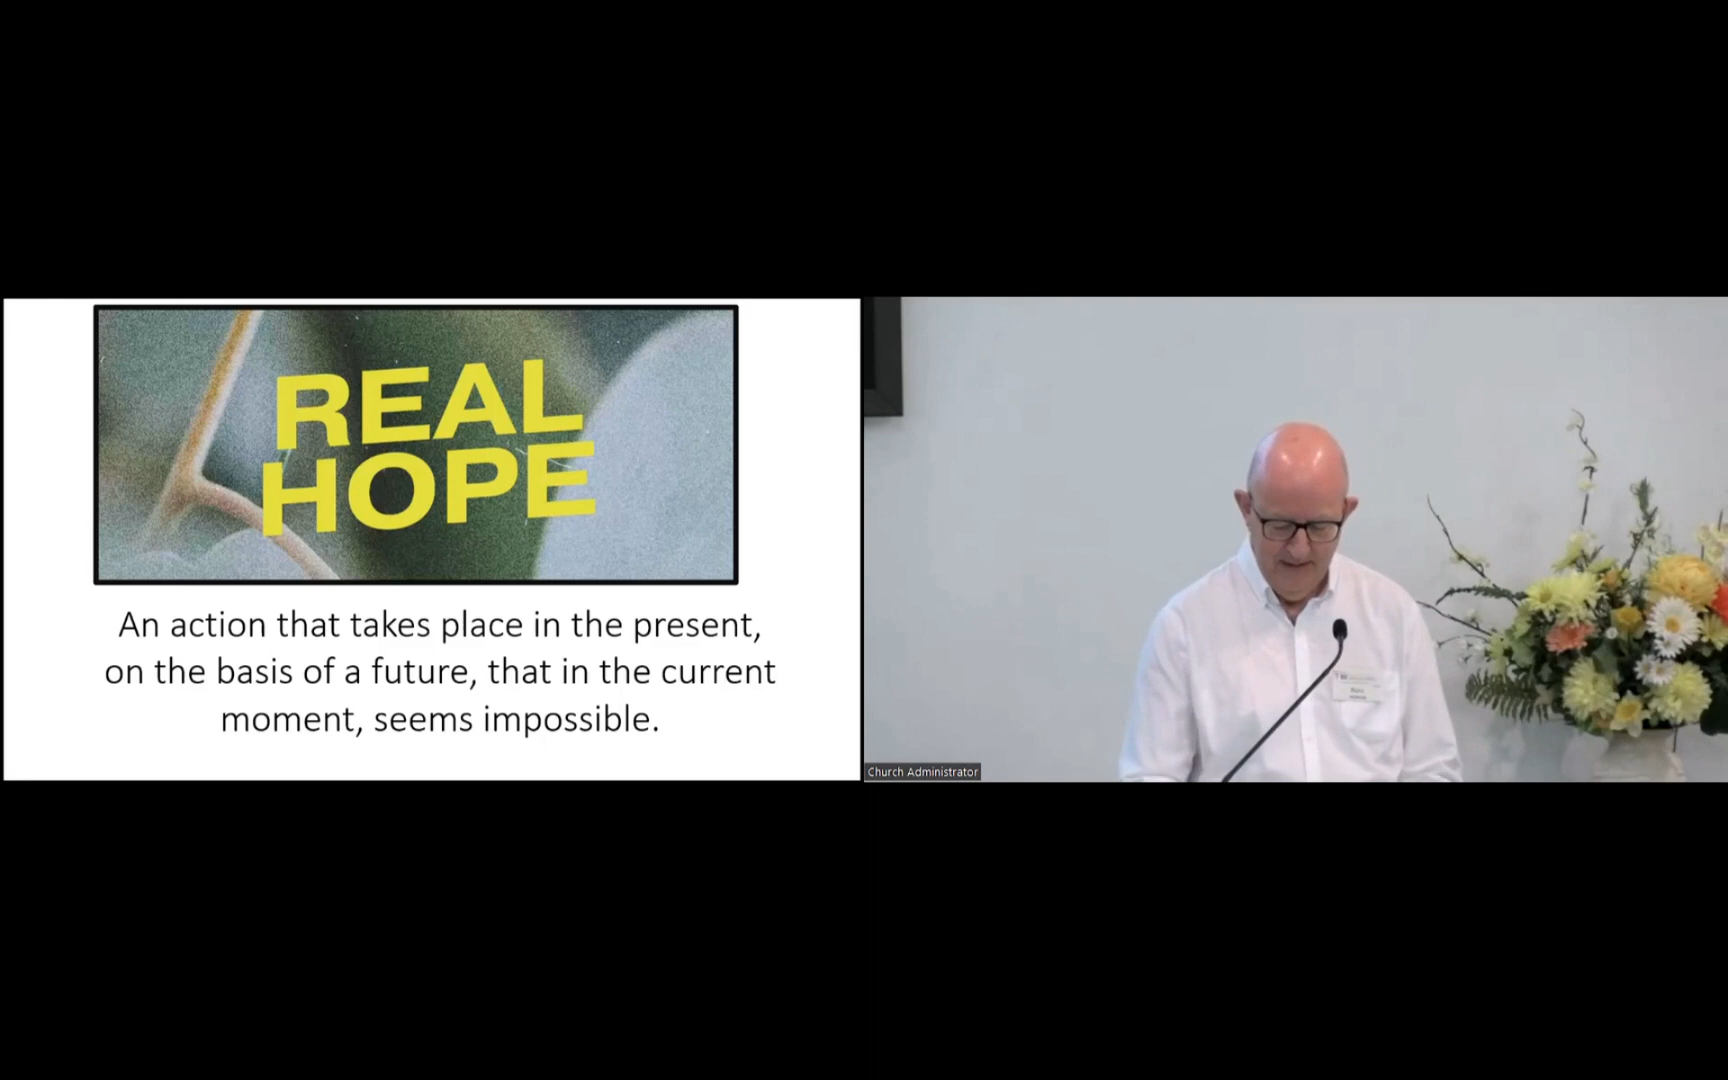 REAL
HOPE
An action that takes place in the present,
on the basis of a future, that in the current
moment, seems impossible.
Church Administrator